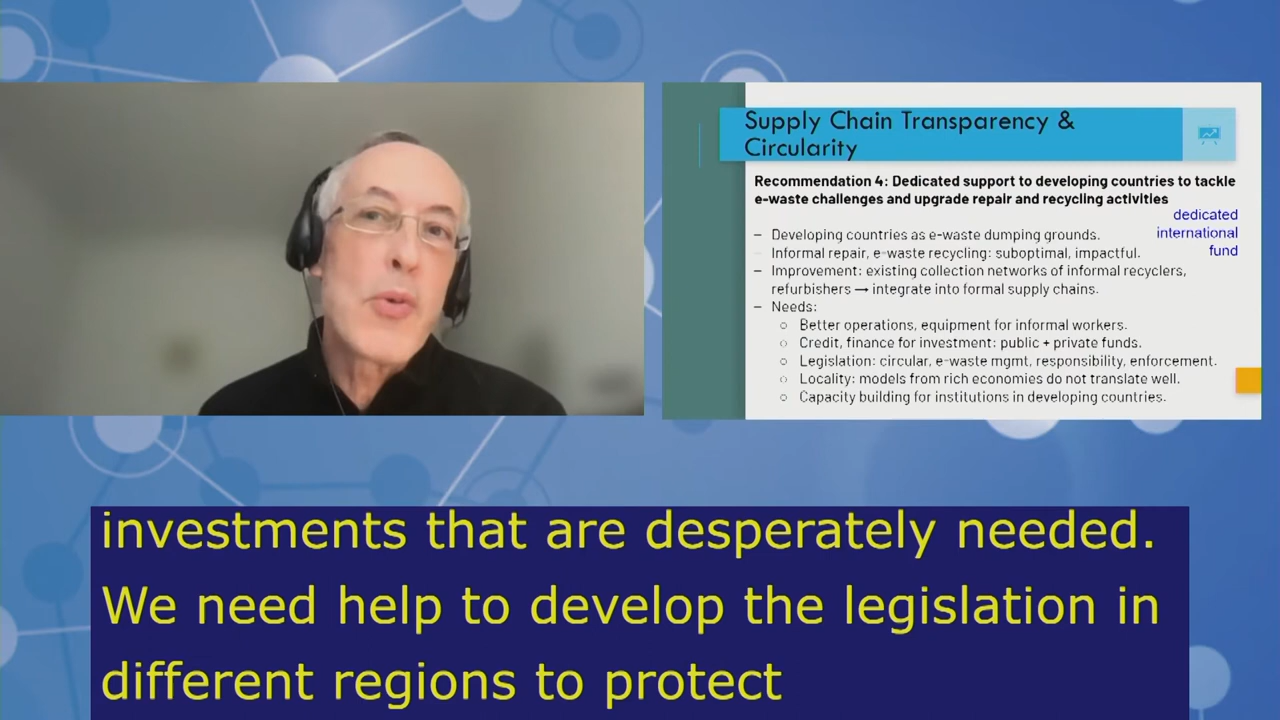 Supply Chain Transparency &
Circularity
Recommendation 4: Dedicated support to developing countries to tackle
e-waste challenges and upgrade repair and recycling activities
dedicated
international
fund
– Developing countries as e-waste dumping grounds.
– Informal repair, e-waste recycling: suboptimal, impactful.
– Improvement: existing collection networks of informal recyclers,
refurbishers → integrate into formal supply chains.
– Needs:
○ Better operations, equipment for informal workers.
○ Credit, finance for investment: public + private funds.
○ Legislation: circular, e-waste mgmt, responsibility, enforcement.
○ Locality: models from rich economies do not translate well.
○ Capacity building for institutions in developing countries.
investments that are desperately needed.
We need help to develop the legislation in
different regions to protect